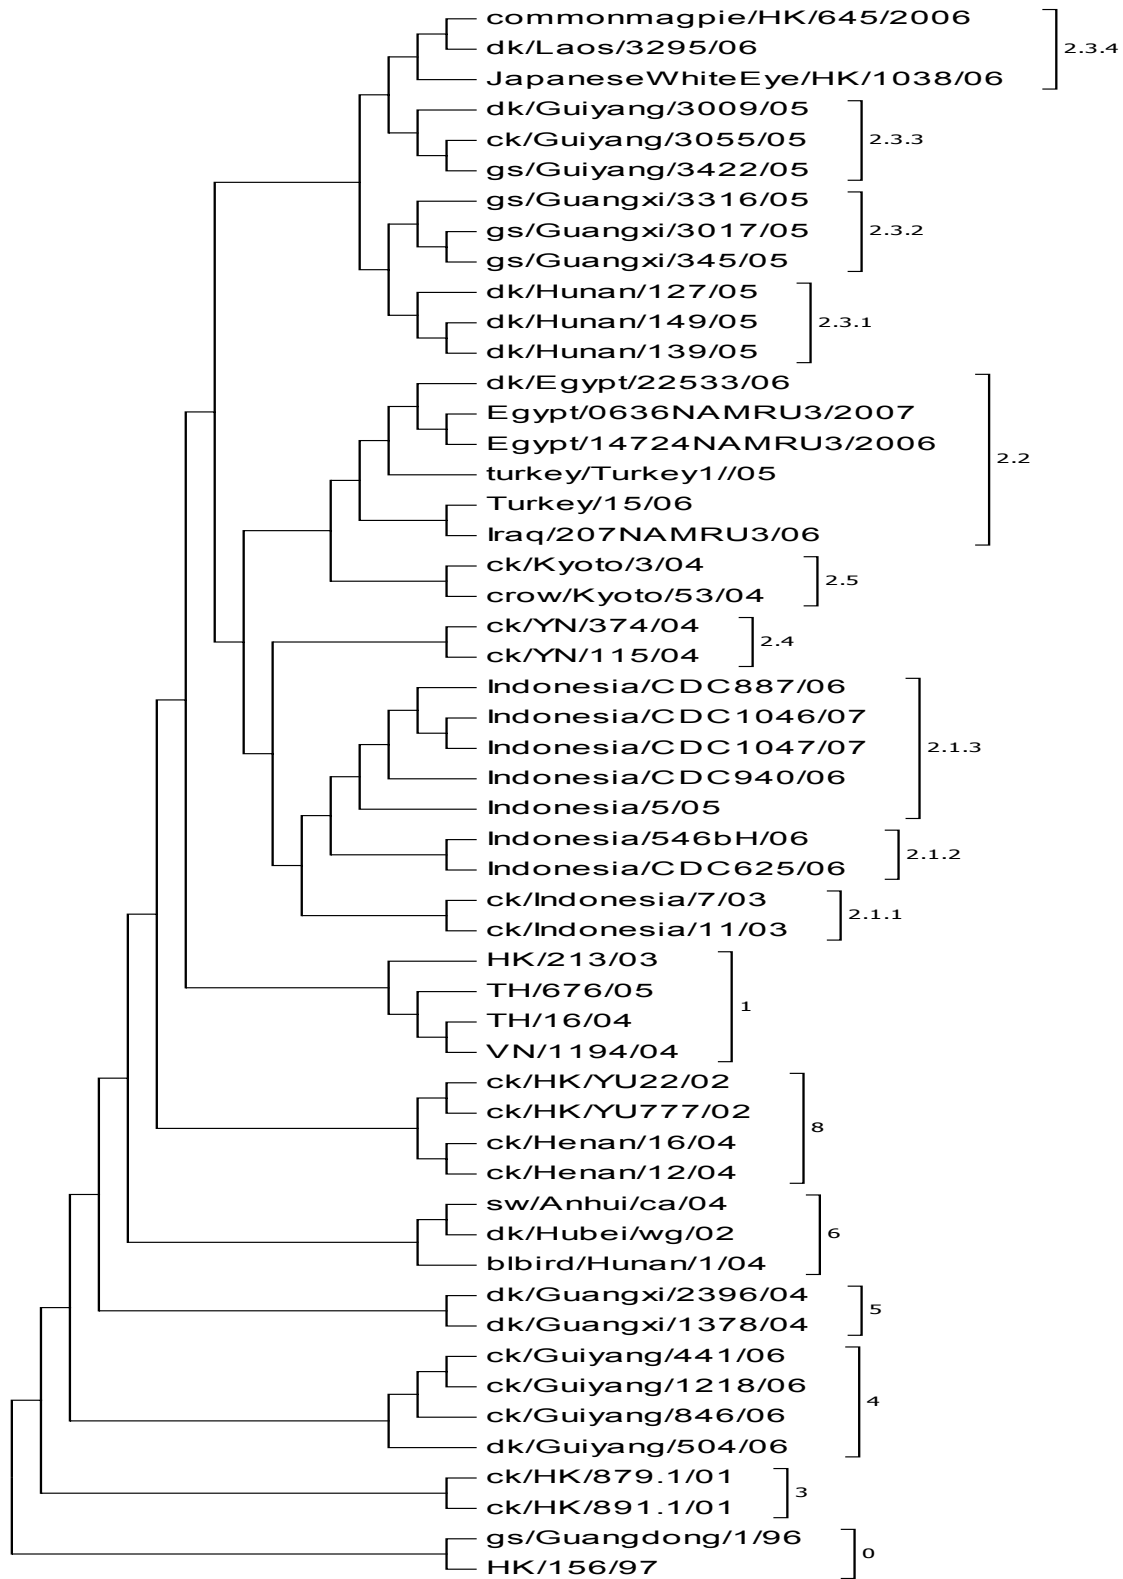 commonmagpie/HK/645/2006
dk/Laos/3295/06
2.3.4
JapaneseWhiteEye/HK/1038/06
dk/Guiyang/3009/05
ck/Guiyang/3055/05
2.3.3
gs/Guiyang/3422/05
gs/Guangxi/3316/05
gs/Guangxi/3017/05
2.3.2
gs/Guangxi/345/05
dk/Hunan/127/05
dk/Hunan/149/05
2.3.1
dk/Hunan/139/05
dk/Egypt/22533/06
Egypt/0636NAMRU3/2007
Egypt/14724NAMRU3/2006
2.2
turkey/Turkey1//05
Turkey/15/06
Iraq/207NAMRU3/06
ck/Kyoto/3/04
2.5
crow/Kyoto/53/04
ck/YN/374/04
2.4
ck/YN/115/04
Indonesia/CDC887/06
Indonesia/CDC1046/07
Indonesia/CDC1047/07
2.1.3
Indonesia/CDC940/06
Indonesia/5/05
Indonesia/546bH/06
2.1.2
Indonesia/CDC625/06
ck/Indonesia/7/03
2.1.1
ck/Indonesia/11/03
HK/213/03
TH/676/05
1
TH/16/04
VN/1194/04
ck/HK/YU22/02
ck/HK/YU777/02
8
ck/Henan/16/04
ck/Henan/12/04
sw/Anhui/ca/04
dk/Hubei/wg/02
6
blbird/Hunan/1/04
dk/Guangxi/2396/04
5
dk/Guangxi/1378/04
ck/Guiyang/441/06
ck/Guiyang/1218/06
4
ck/Guiyang/846/06
dk/Guiyang/504/06
ck/HK/879.1/01
3
ck/HK/891.1/01
gs/Guangdong/1/96
0
HK/156/97